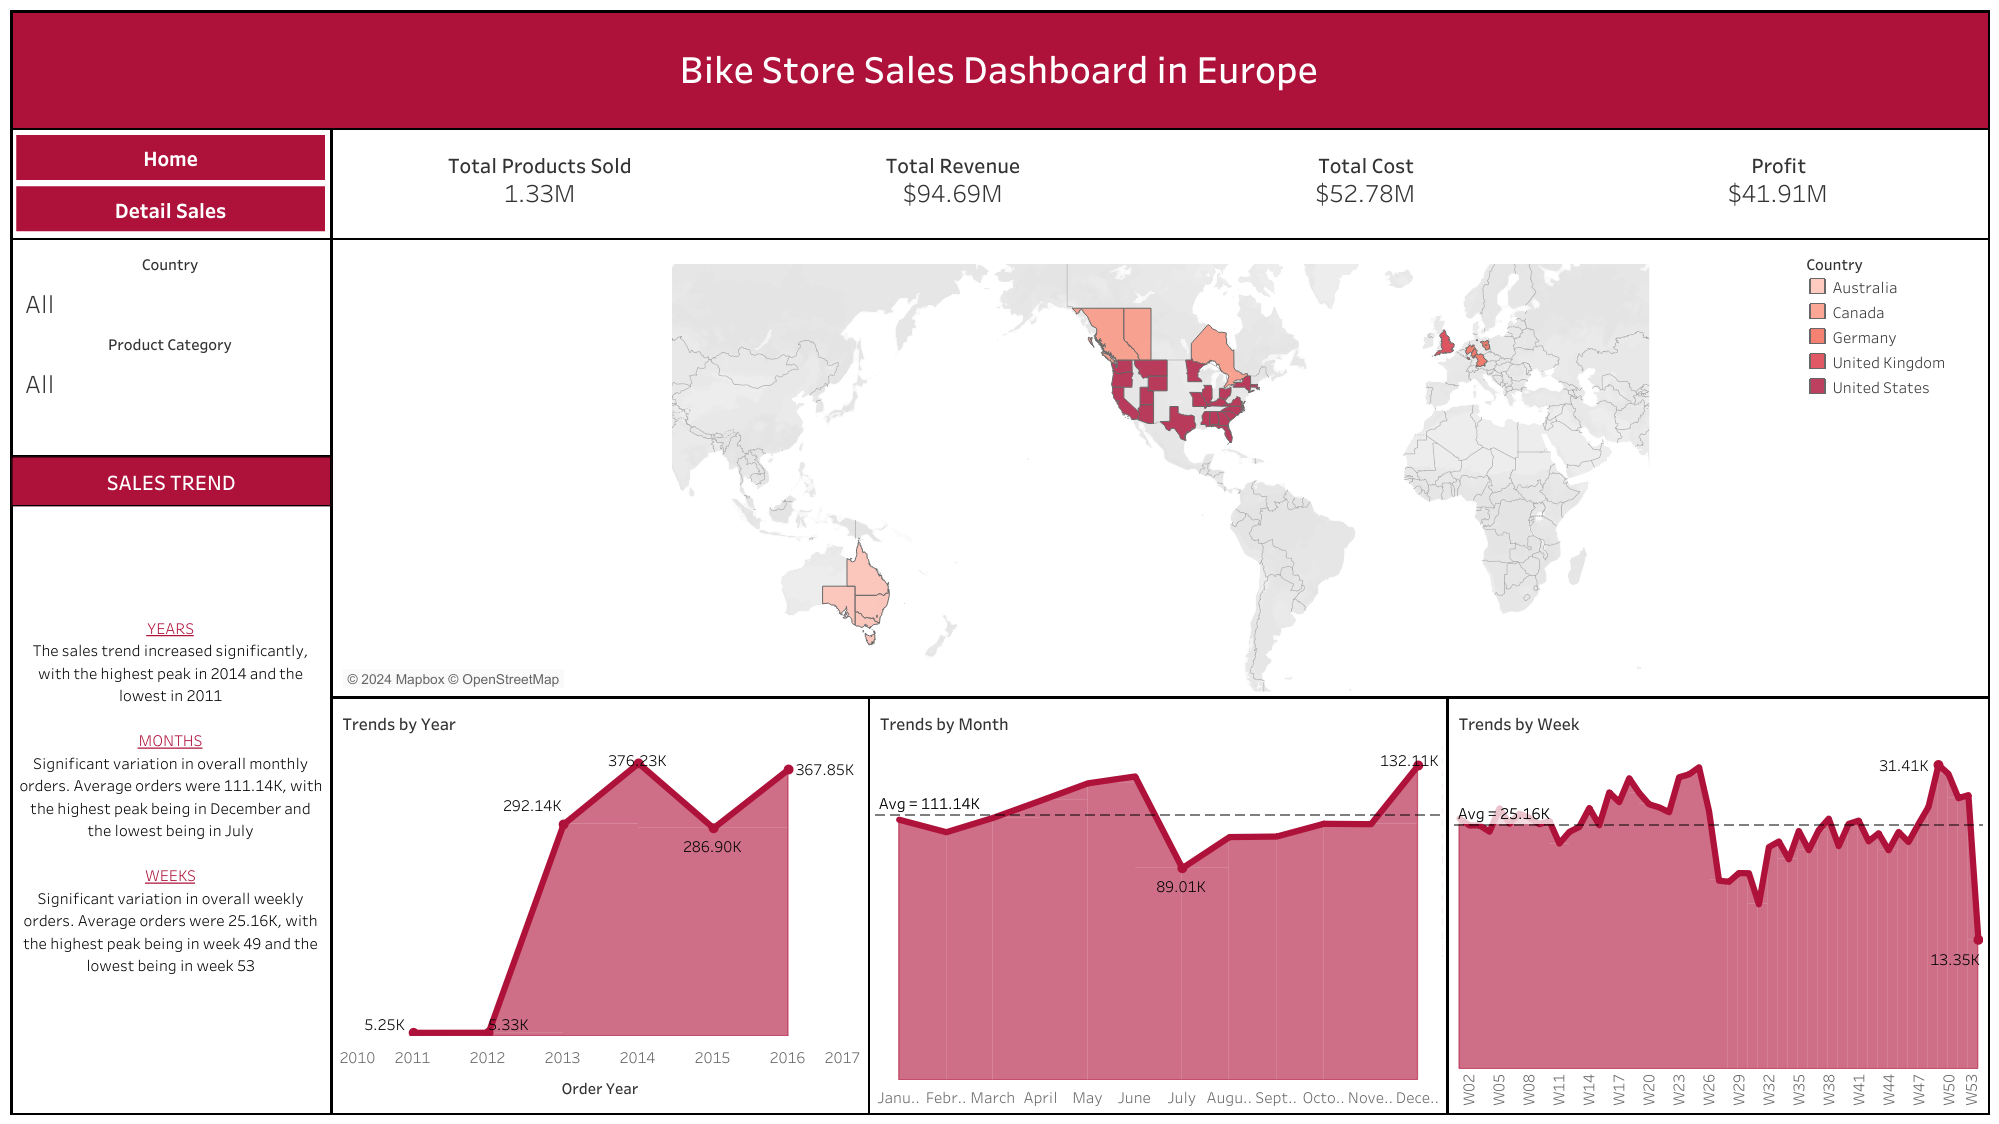 Bike Store Sales Dashboard in Europe
Home
Detail Sales
Total Products Sold
1.33M
Total Revenue
$94.69M
Total Cost
$52.78M
Profit
$41.91M
Country
All
Product Category
All
Country
Australia
Canada
Germany
United Kingdom
United States
© 2024 Mapbox © OpenStreetMap
SALES TREND
YEARS
The sales trend increased significantly,
with the highest peak in 2014 and the
lowest in 2011
MONTHS
Significant variation in overall monthly
orders. Average orders were 111.14K, with
the highest peak being in December and
the lowest being in July
WEEKS
Significant variation in overall weekly
orders. Average orders were 25.16K, with
the highest peak being in week 49 and the
lowest being in week 53
Trends by Year
376.23K
367.85K
292.14K
286.90K
5.25K
5.33K
2010 2011 2012 2013 2014 2015 2016 2017
Order Year
Trends by Month
132.11K
Avg = 111.14K
89.01K
Janu.. Febr.. March April May June July Augu.. Sept.. Octo.. Nove.. Dece..
Trends by Week
31.41K
Avg = 25.16K
13.35K
W02 W05 W08 W11 W14 W17 W20 W23 W26 W29 W32 W35 W38 W41 W44 W47 W50 W53